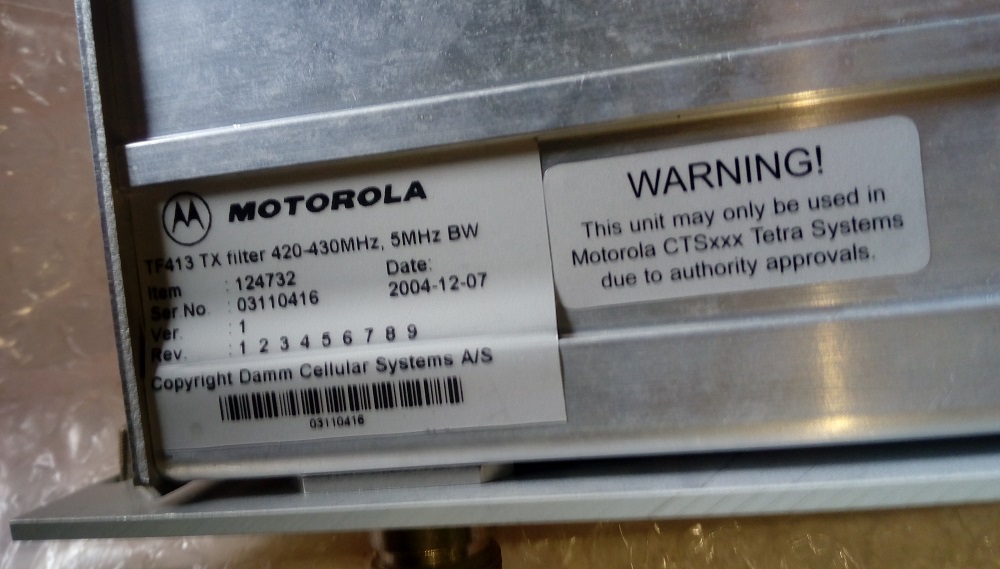 MOTOROLA
TF413 TX filter 420-430MHz, 5MHz BW
Item : 124732 Date:
Ser No. : 03110416 2004-12-07
Ver. : 1
Rev. : 1 2 3 4 5 6 7 8 9
Copyright Damm Cellular Systems A/S
03110416
WARNING!
This unit may only be used in
Motorola CTSxxx Tetra Systems
due to authority approvals.